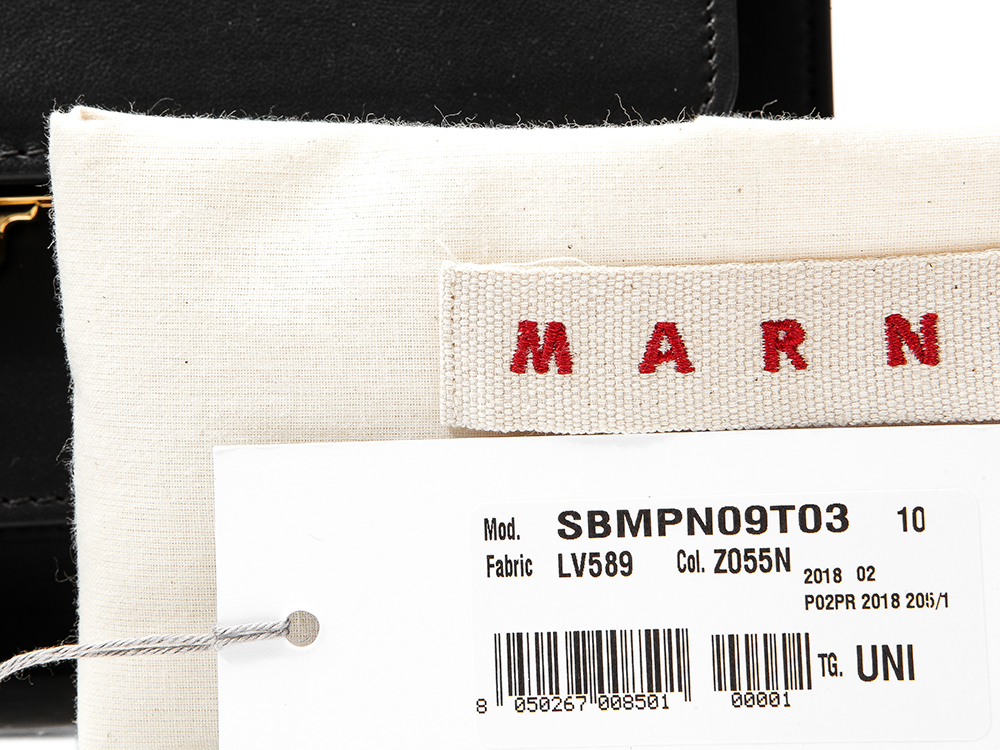 MARN
Mod. SBMPN09T03 10
Fabric LV589 Col. Z055N
2018 02
P02PR 2018 205/1
TG. UNI
8 050267 008501 00001